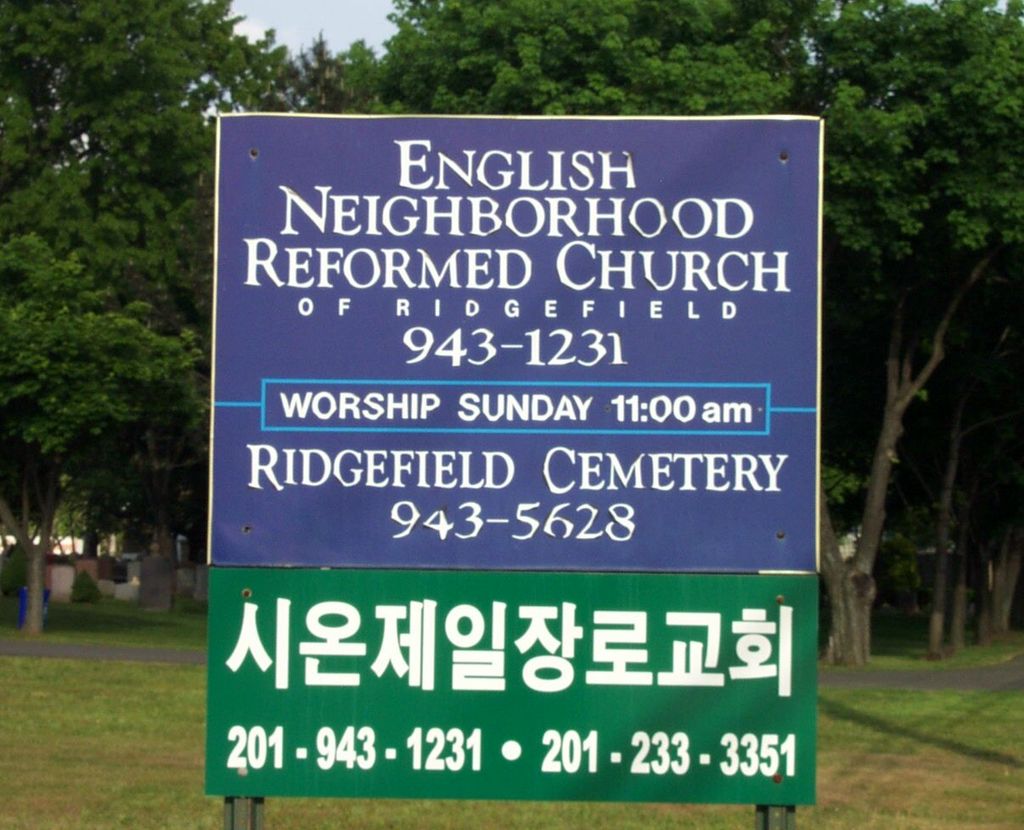 ENGLISH
NEIGHBORHOOD
REFORMED CHURCH
OF RIDGEFIELD
943-1231
WORSHIP SUNDAY 11:00 am
RIDGEFIELD CEMETERY
943-5628
시온제일장로교회
201 - 943 - 1231 • 201 - 233 - 3351